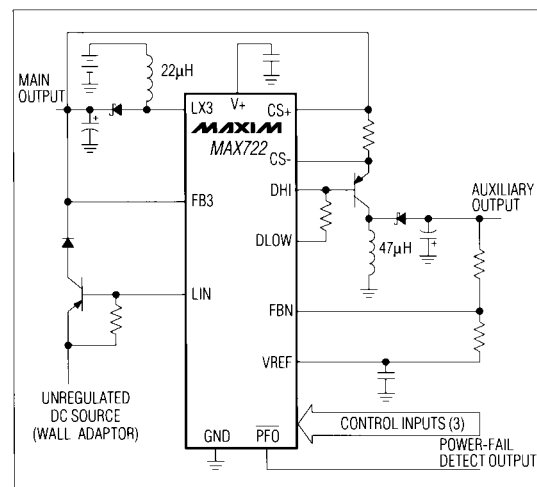 22µH
MAIN
OUTPUT
LX3
V+
CS+
MAXIM
MAX722
CS-
DHI
AUXILIARY
OUTPUT
FB3
DLOW
47µH
LIN
FBN
VREF
UNREGULATED
DC SOURCE
(WALL ADAPTOR)
CONTROL INPUTS (3)
GND
PFO
POWER-FAIL
DETECT OUTPUT